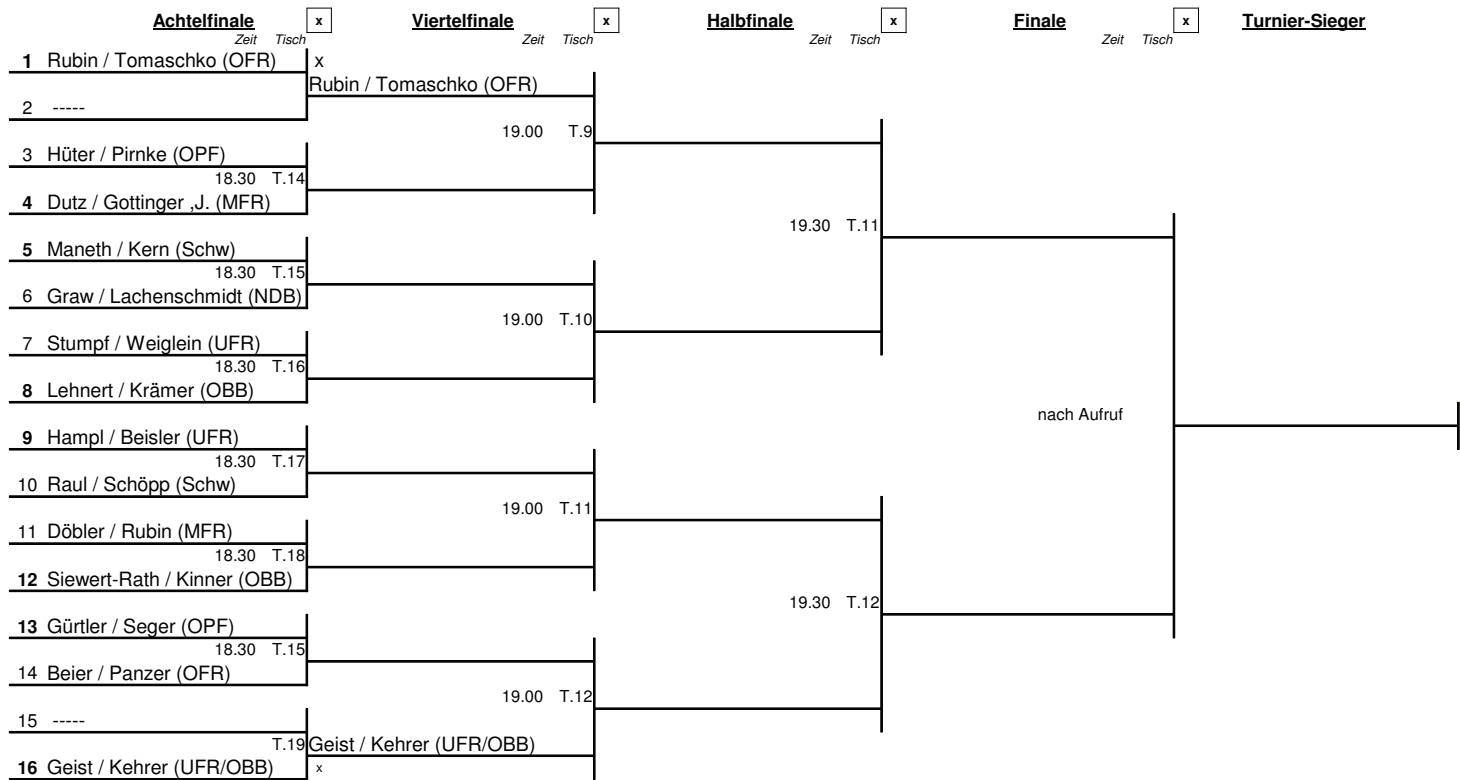 Achtelfinale x Viertelfinale x Halbfinale x Finale x Turnier-Sieger
Zeit Tisch Zeit Tisch Zeit Tisch Zeit Tisch
1 Rubin / Tomaschko (OFR) x
Rubin / Tomaschko (OFR)
2 -----
19.00 T.9
3 Hüter / Pirnke (OPF)
18.30 T.14
4 Dutz / Gottinger ,J. (MFR)
19.30 T.11
5 Maneth / Kern (Schw)
18.30 T.15
6 Graw / Lachenschmidt (NDB)
19.00 T.10
7 Stumpf / Weiglein (UFR)
18.30 T.16
8 Lehnert / Krämer (OBB)
nach Aufruf
9 Hampl / Beisler (UFR)
18.30 T.17
10 Raul / Schöpp (Schw)
19.00 T.11
11 Döbler / Rubin (MFR)
18.30 T.18
12 Siewert-Rath / Kinner (OBB)
19.30 T.12
13 Gürtler / Seger (OPF)
18.30 T.15
14 Beier / Panzer (OFR)
19.00 T.12
15 -----
T.19 Geist / Kehrer (UFR/OBB)
16 Geist / Kehrer (UFR/OBB) x